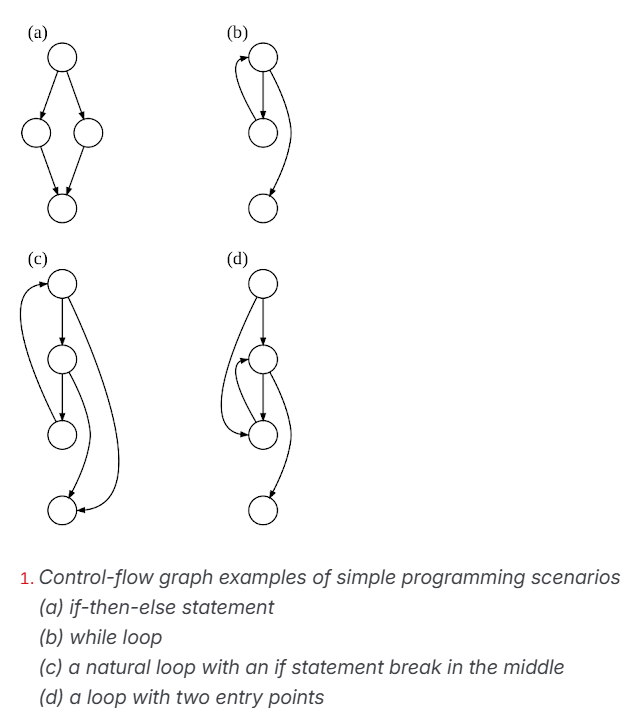 (a)
(b)
(c)
(d)
1. Control-flow graph examples of simple programming scenarios
(a) if-then-else statement
(b) while loop
(c) a natural loop with an if statement break in the middle
(d) a loop with two entry points